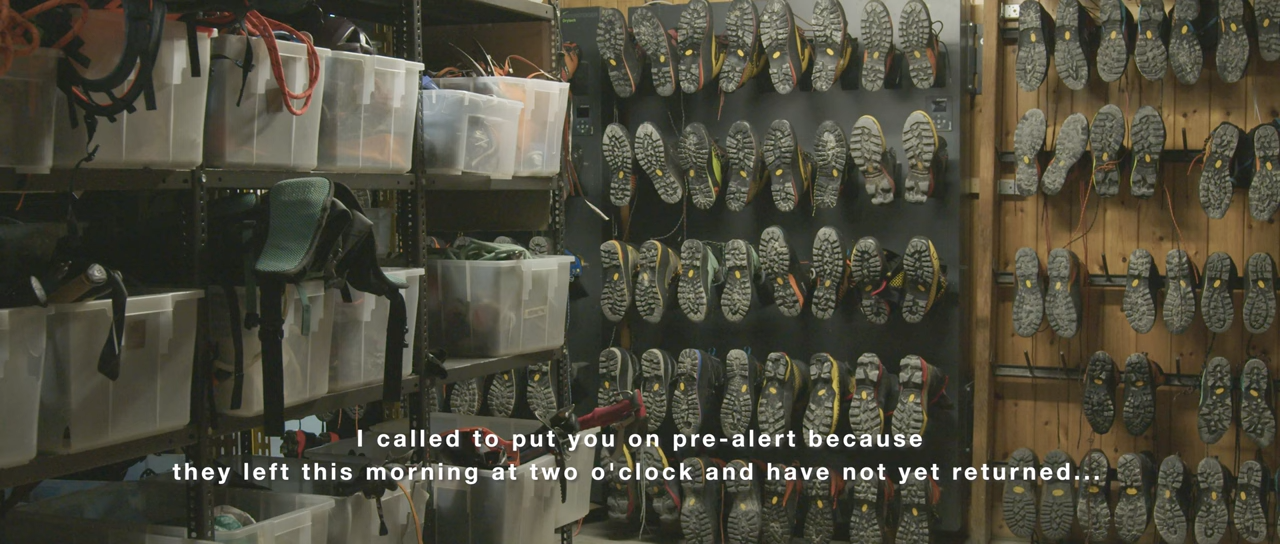 I called to put you on pre-alert because
they left this morning at two o'clock and have not yet returned...